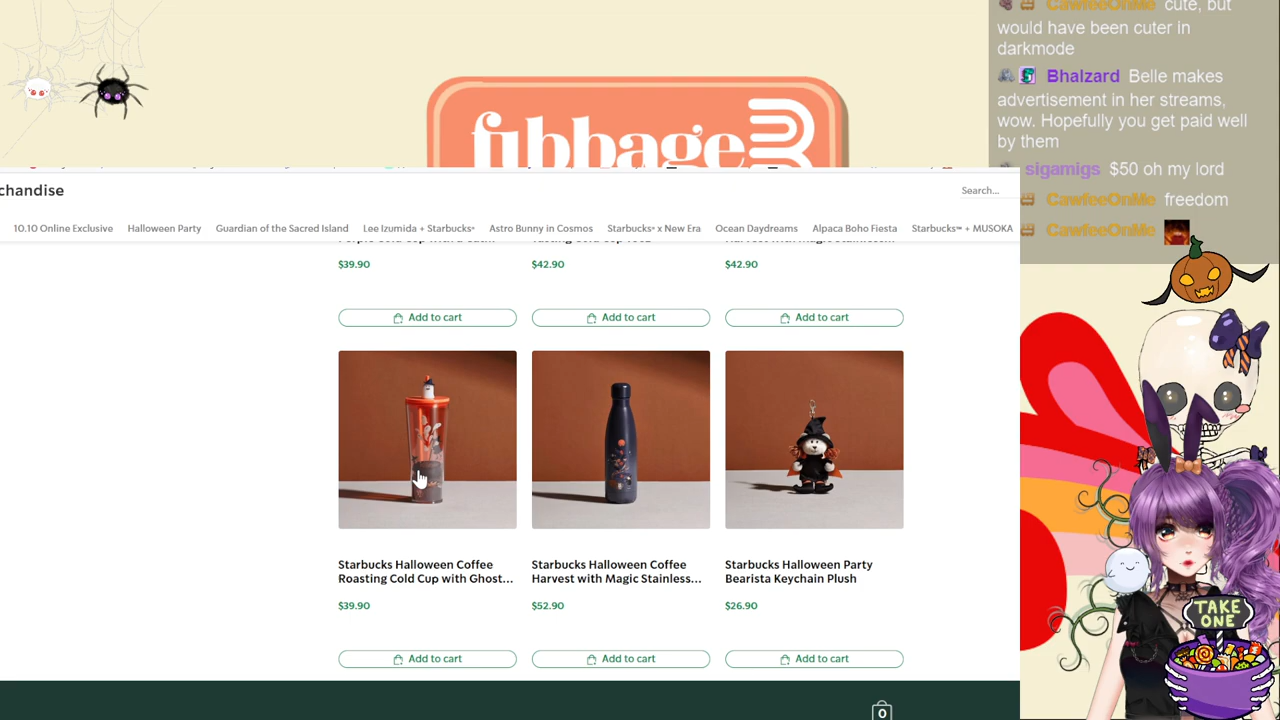 CawfeeOnMe cute, but
would have been cuter in
darkmode
Bhalzard Belle makes
advertisement in her streams,
wow. Hopefully you get paid well
by them
sigamigs $50 oh my lord
CawfeeOnMe freedom
CawfeeOnMe
fibbage 3
chandise
Search...
10.10 Online Exclusive Halloween Party Guardian of the Sacred Island Lee Izumida + Starbucks® Astro Bunny in Cosmos Starbucks® x New Era Ocean Daydreams Alpaca Boho Fiesta Starbucks™ + MUSOKA
$39.90 $42.90 $42.90
Add to cart Add to cart Add to cart
Starbucks Halloween Coffee
Roasting Cold Cup with Ghost...
Starbucks Halloween Coffee
Harvest with Magic Stainless...
Starbucks Halloween Party
Bearista Keychain Plush
$39.90 $52.90 $26.90
Add to cart Add to cart Add to cart
0
TAKE
ONE